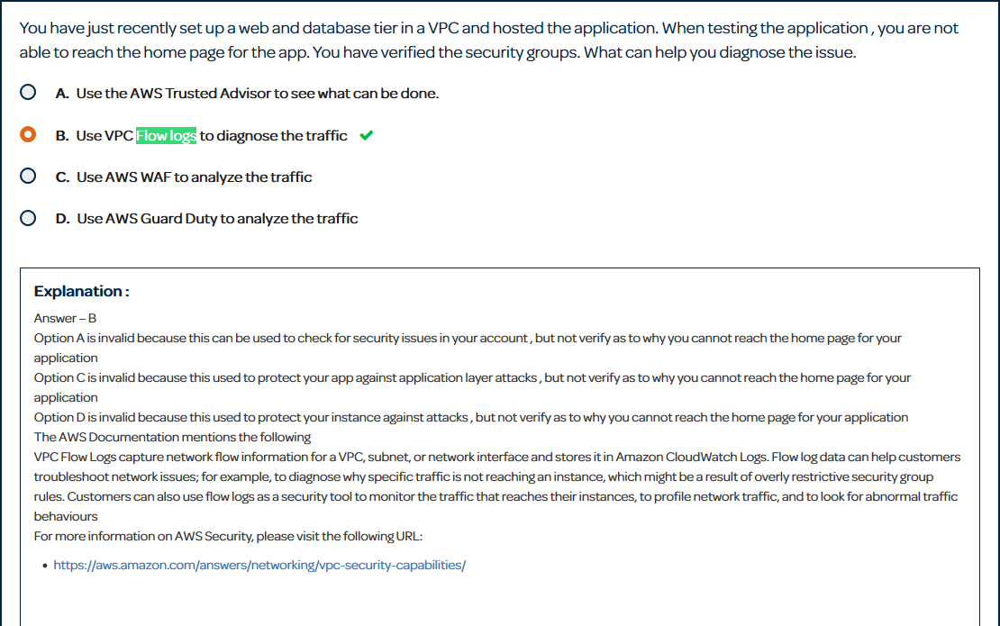 You have just recently set up a web and database tier in a VPC and hosted the application. When testing the application , you are not
able to reach the home page for the app. You have verified the security groups. What can help you diagnose the issue.
A. Use the AWS Trusted Advisor to see what can be done.
B. Use VPC Flow logs to diagnose the traffic
C. Use AWS WAF to analyze the traffic
D. Use AWS Guard Duty to analyze the traffic
Explanation :
Answer – B
Option A is invalid because this can be used to check for security issues in your account , but not verify as to why you cannot reach the home page for your
application
Option C is invalid because this used to protect your app against application layer attacks , but not verify as to why you cannot reach the home page for your
application
Option D is invalid because this used to protect your instance against attacks , but not verify as to why you cannot reach the home page for your application
The AWS Documentation mentions the following
VPC Flow Logs capture network flow information for a VPC, subnet, or network interface and stores it in Amazon CloudWatch Logs. Flow log data can help customers
troubleshoot network issues; for example, to diagnose why specific traffic is not reaching an instance, which might be a result of overly restrictive security group
rules. Customers can also use flow logs as a security tool to monitor the traffic that reaches their instances, to profile network traffic, and to look for abnormal traffic
behaviours
For more information on AWS Security, please visit the following URL:
• https://aws.amazon.com/answers/networking/vpc-security-capabilities/